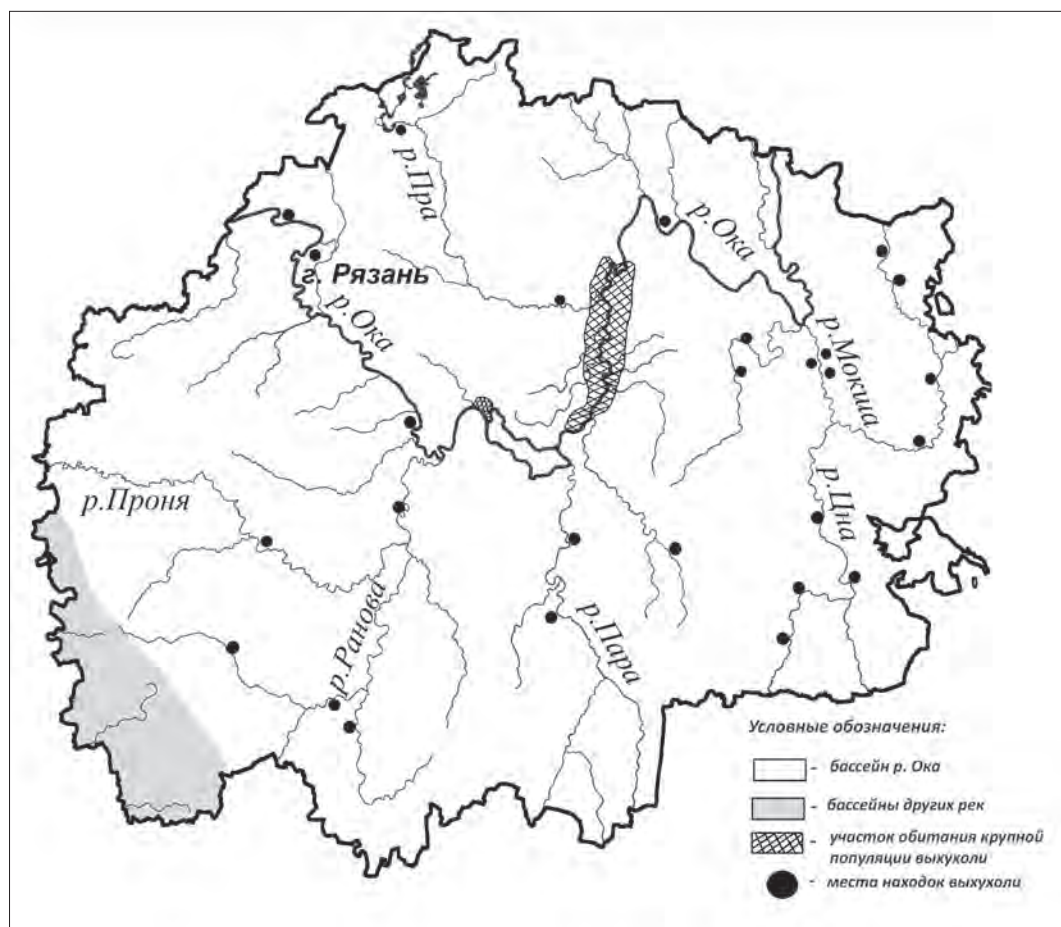 р.Пра
р.Ока
г. Рязань
р.Ока
р.Мокша
р.Проня
р.Цна
р.Ранова
р.Пара
Условные обозначения:
- бассейн р. Ока
- бассейны других рек
- участок обитания крупной
популяции выхухоли
- места находок выхухоли